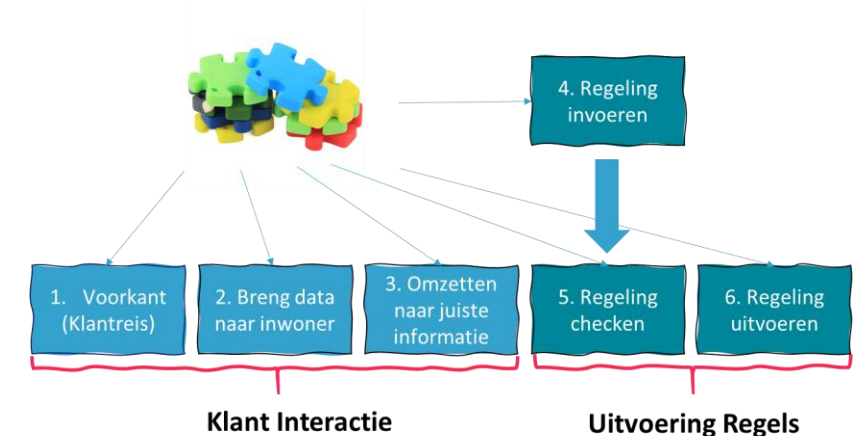 4. Regeling
invoeren
1. Voorkant
(Klantreis)
2. Breng data
naar inwoner
3. Omzetten
naar juiste
informatie
5. Regeling
checken
6. Regeling
uitvoeren
Klant Interactie
Uitvoering Regels